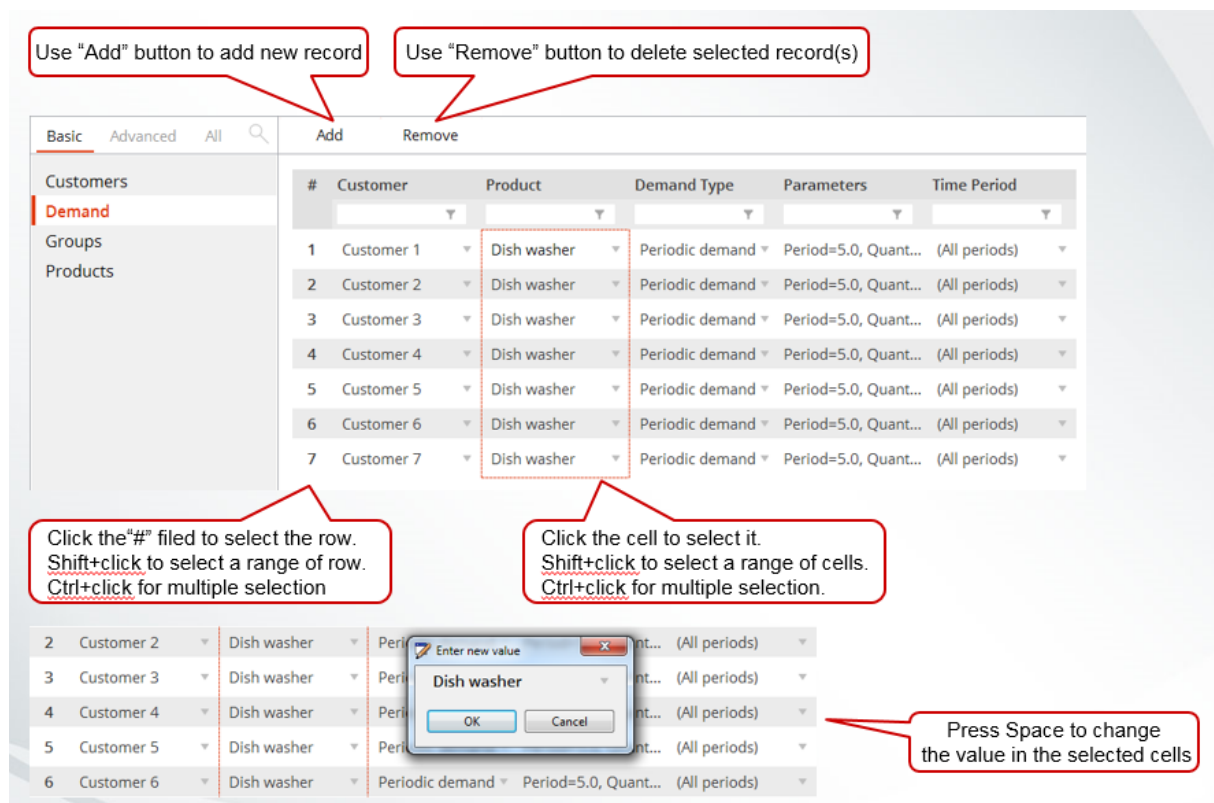 Use “Add” button to add new record
Use “Remove” button to delete selected record(s)
Basic Advanced All
Add Remove
Customers
Demand
Groups
Products
# Customer Product Demand Type Parameters Time Period
1 Customer 1 Dish washer Periodic demand Period=5.0, Quant... (All periods)
2 Customer 2 Dish washer Periodic demand Period=5.0, Quant... (All periods)
3 Customer 3 Dish washer Periodic demand Period=5.0, Quant... (All periods)
4 Customer 4 Dish washer Periodic demand Period=5.0, Quant... (All periods)
5 Customer 5 Dish washer Periodic demand Period=5.0, Quant... (All periods)
6 Customer 6 Dish washer Periodic demand Period=5.0, Quant... (All periods)
7 Customer 7 Dish washer Periodic demand Period=5.0, Quant... (All periods)
Click the“#” filed to select the row.
Shift+click to select a range of row.
Ctrl+click for multiple selection
Click the cell to select it.
Shift+click to select a range of cells.
Ctrl+click for multiple selection.
2 Customer 2 Dish washer Peri nt... (All periods)
3 Customer 3 Dish washer Peri nt... (All periods)
4 Customer 4 Dish washer Peri nt... (All periods)
5 Customer 5 Dish washer Peri nt... (All periods)
6 Customer 6 Dish washer Periodic demand Period=5.0, Quant... (All periods)
Enter new value
Dish washer
OK Cancel
Press Space to change
the value in the selected cells